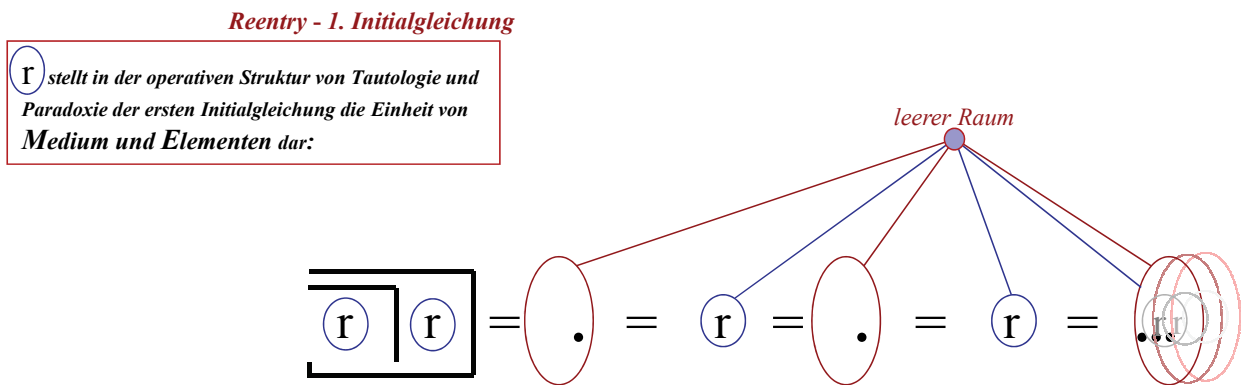 Reentry - 1. Initialgleichung
r stellt in der operativen Struktur von Tautologie und
Paradoxie der ersten Initialgleichung die Einheit von
Medium und Elementen dar:
leerer Raum
r r = . = r = . = r = ... r r